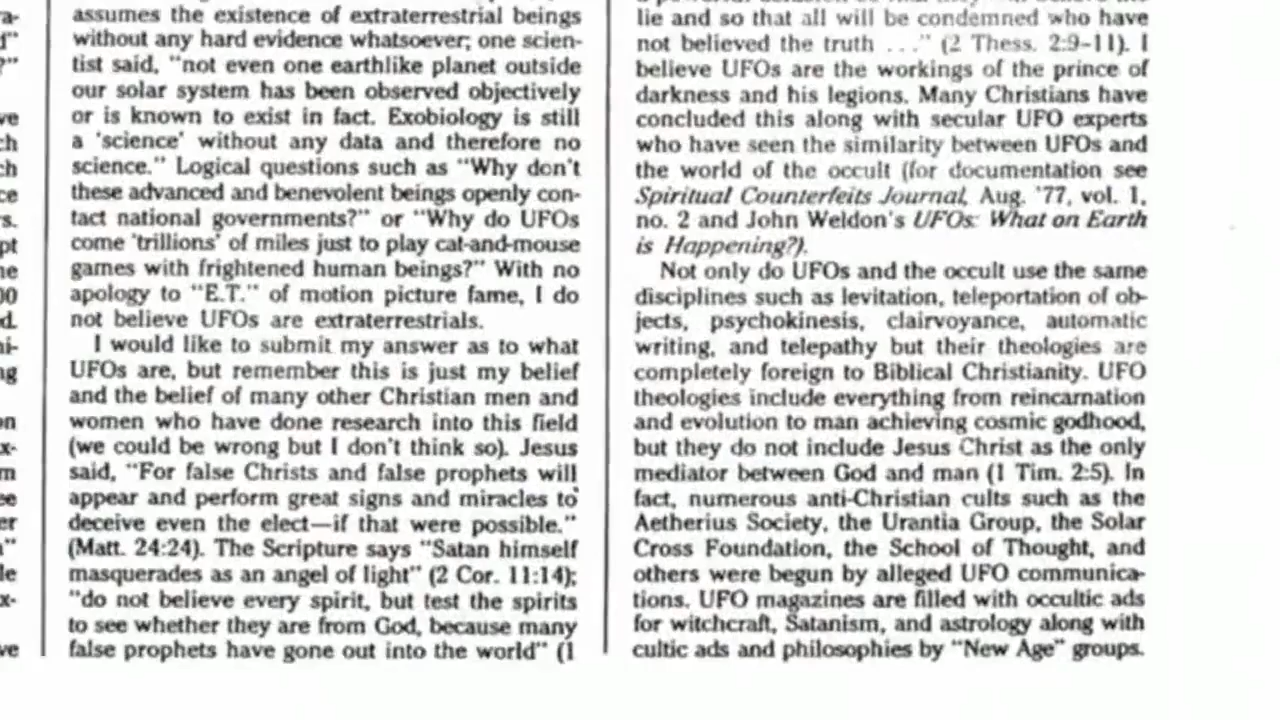 a-
d"
?"
ve
ch
ch
ce
rs.
pt
ne
00
d.
ni-
ng
on
x-
m
ee
er
"
le
x-
ve
assumes the existence of extraterrestrial beings
without any hard evidence whatsoever; one scien-
tist said, "not even one earthlike planet outside
our solar system has been observed objectively
or is known to exist in fact. Exobiology is still
a 'science' without any data and therefore no
science." Logical questions such as "Why don't
these advanced and benevolent beings openly con-
tact national governments?" or "Why do UFOs
come 'trillions' of miles just to play cat-and-mouse
games with frightened human beings?" With no
apology to "E.T." of motion picture fame, I do
not believe UFOs are extraterrestrials.
I would like to submit my answer as to what
UFOs are, but remember this is just my belief
and the belief of many other Christian men and
women who have done research into this field
(we could be wrong but I don't think so). Jesus
said, "For false Christs and false prophets will
appear and perform great signs and miracles to
deceive even the elect—if that were possible."
(Matt. 24:24). The Scripture says "Satan himself
masquerades as an angel of light" (2 Cor. 11:14);
"do not believe every spirit, but test the spirits
to see whether they are from God, because many
false prophets have gone out into the world" (1
lie and so that all will be condemned who have
not believed the truth ..." (2 Thess. 2:9-11). I
believe UFOs are the workings of the prince of
darkness and his legions. Many Christians have
concluded this along with secular UFO experts
who have seen the similarity between UFOs and
the world of the occult (for documentation see
Spiritual Counterfeits Journal, Aug. '77, vol. 1,
no. 2 and John Weldon's UFOs: What on Earth
is Happening?).
Not only do UFOs and the occult use the same
disciplines such as levitation, teleportation of ob-
jects, psychokinesis, clairvoyance, automatic
writing, and telepathy but their theologies are
completely foreign to Biblical Christianity. UFO
theologies include everything from reincarnation
and evolution to man achieving cosmic godhood,
but they do not include Jesus Christ as the only
mediator between God and man (1 Tim. 2:5). In
fact, numerous anti-Christian cults such as the
Aetherius Society, the Urantia Group, the Solar
Cross Foundation, the School of Thought, and
others were begun by alleged UFO communica-
tions. UFO magazines are filled with occultic ads
for witchcraft, Satanism, and astrology along with
cultic ads and philosophies by "New Age" groups.